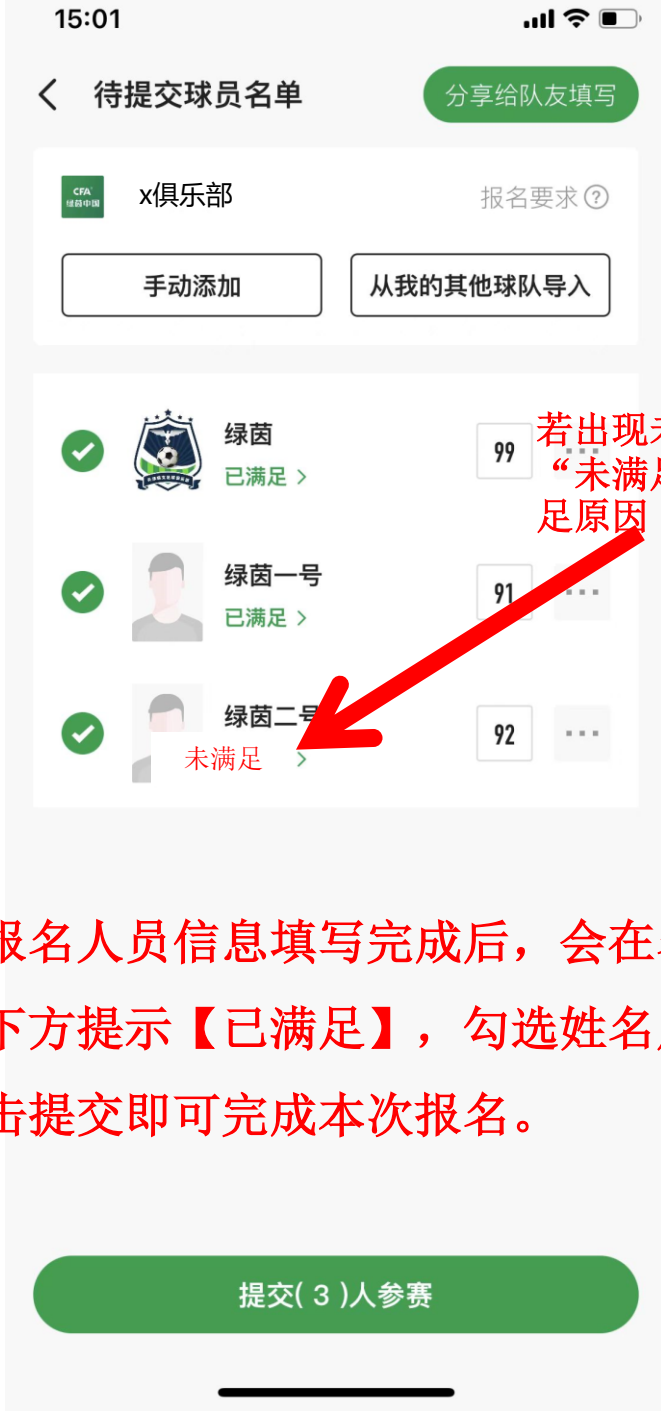 15:01
待提交球员名单
分享给队友填写
CFA
绿茵中国
x俱乐部
报名要求
手动添加
从我的其他球队导入
绿茵
已满足
99
若出现
“未满
足原因
绿茵一号
已满足
91
绿茵二号
未满足
92
报名人员信息填写完成后，会在
下方提示【已满足】，勾选姓名
击提交即可完成本次报名。
提交( 3 )人参赛